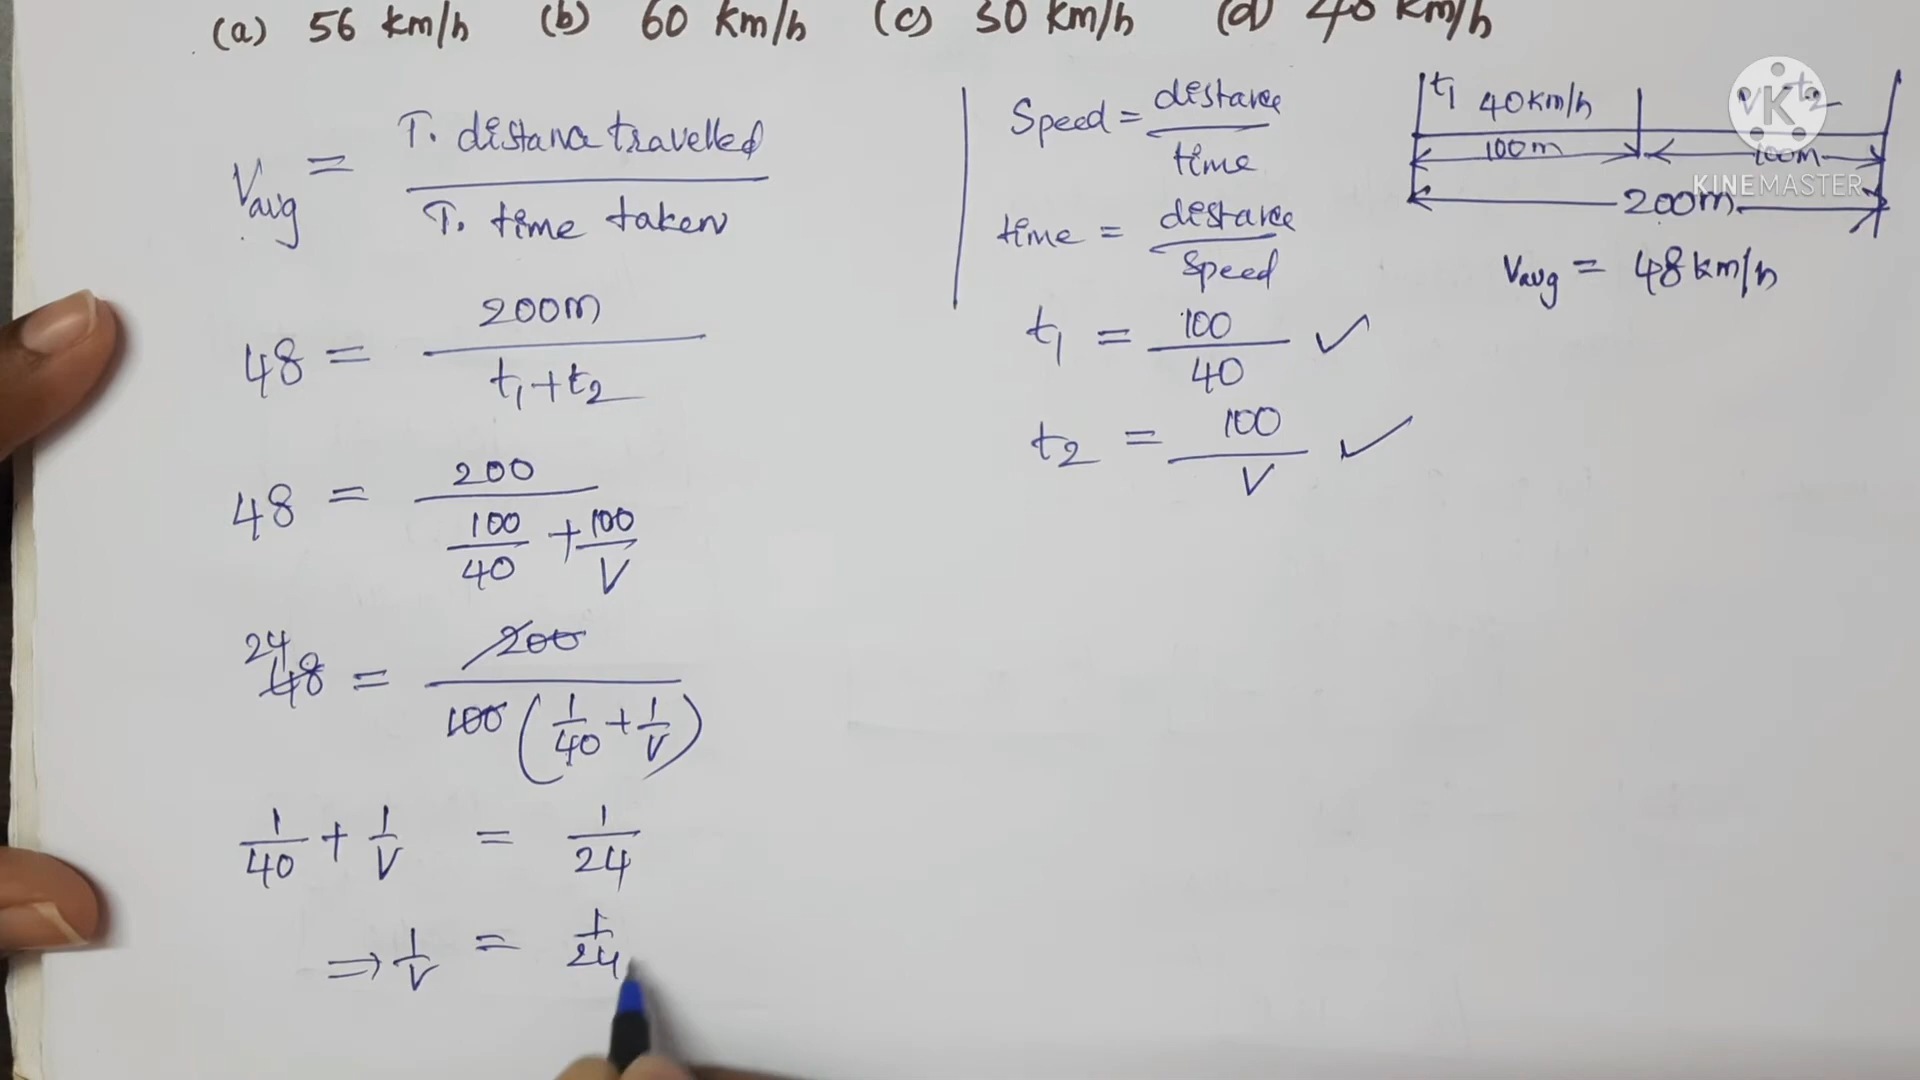 (a) 56 km/h (b) 60 km/h (c) 50 km/h (d) 40 km/h
Vavg = T. distana travelled / T. time taken
48 = 200m / t1+t2
48 = 200 / 100/40 + 100/V
24 48 = 200 / 100 (1/40 + 1/V)
1/40 + 1/V = 1/24
⇒ 1/V = 1/24
Speed = distance / time
time = distance / Speed
t1 = 100/40 ✓
t2 = 100/V ✓
t1 40km/h V t2
100m 100m
200m
Vavg = 48 km/h
K
KINEMASTER